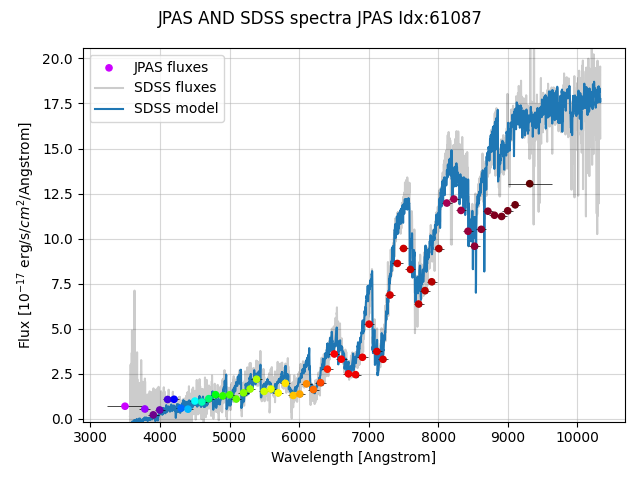 JPAS AND SDSS spectra JPAS Idx:61087
20.0
17.5
15.0
12.5
10.0
7.5
5.0
2.5
0.0
Flux [10⁻¹⁷ erg/s/cm²/Angstrom]
JPAS fluxes
SDSS fluxes
SDSS model
3000 4000 5000 6000 7000 8000 9000 10000
Wavelength [Angstrom]